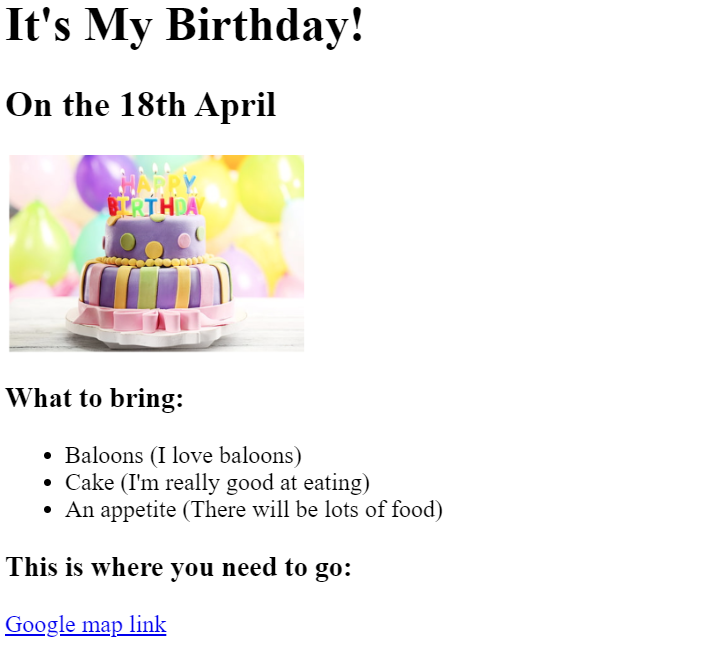 It's My Birthday!
On the 18th April
HAPPY
BIRTHDAY
What to bring:
Baloons (I love baloons)
Cake (I'm really good at eating)
An appetite (There will be lots of food)
This is where you need to go:
Google map link